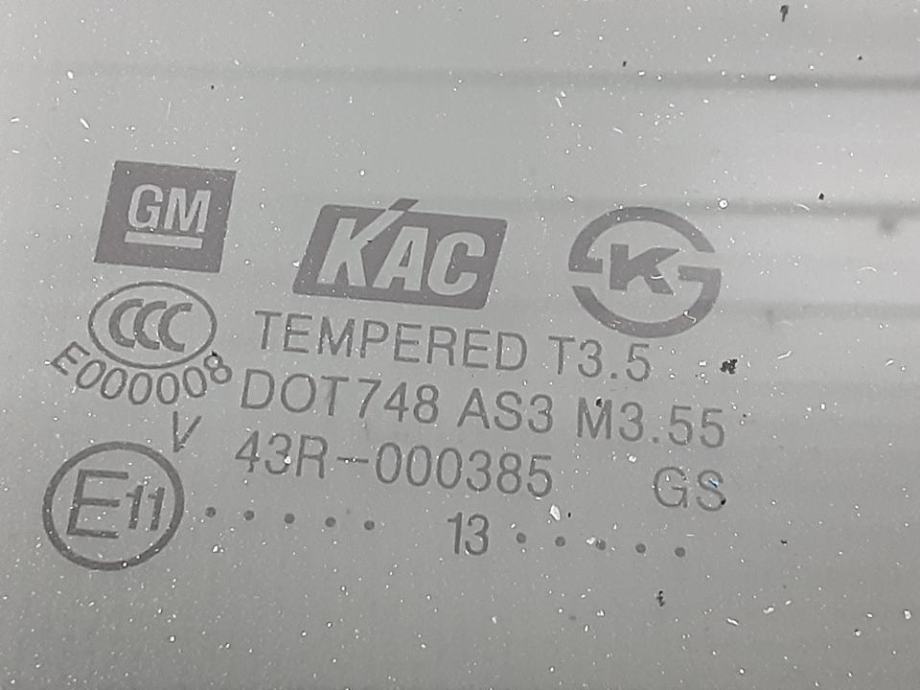 GM
KAC
K
CCC
E000008
TEMPERED T3.5
DOT748 AS3 M3.55
V
43R-000385 GS
E11
. . . . . 13 . . . . .